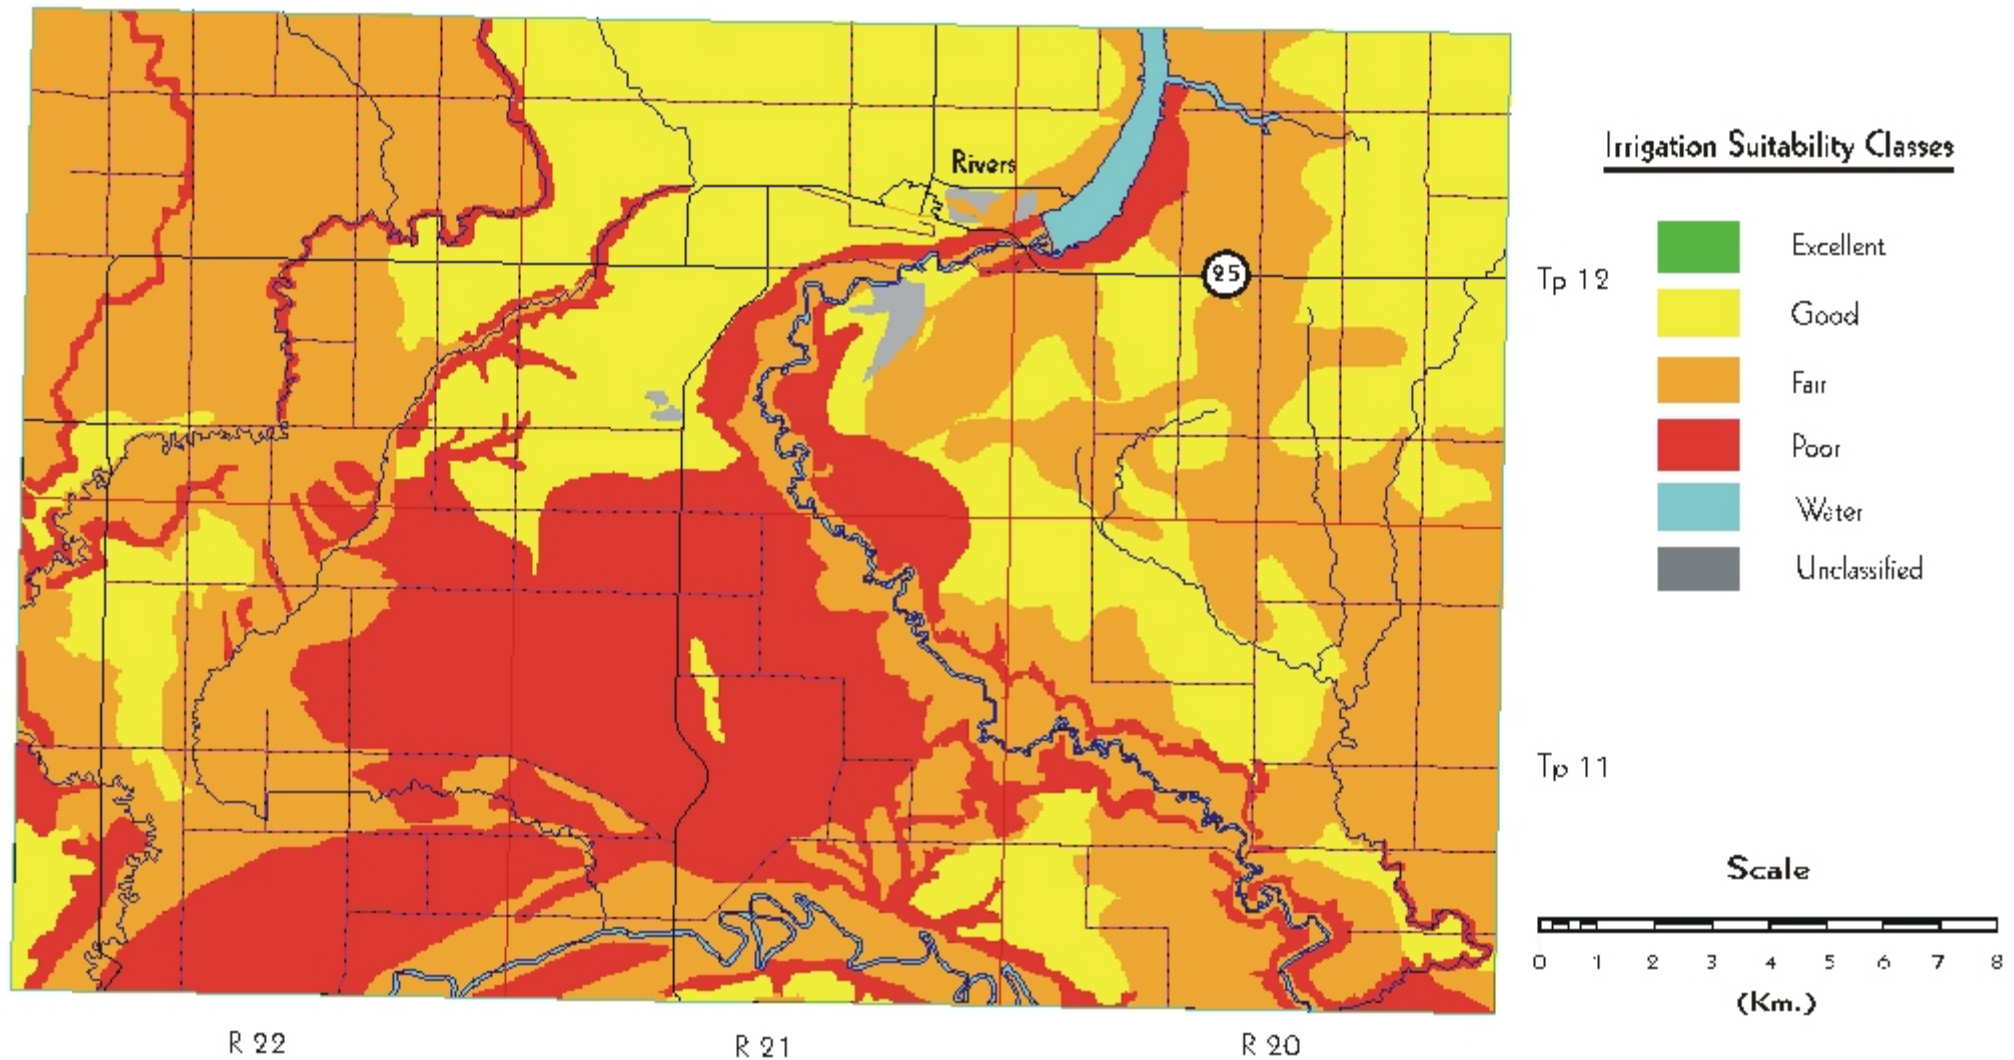 Rivers
25
Irrigation Suitability Classes
Excellent
Good
Fair
Poor
Water
Unclassified
Tp 12
Tp 11
Scale
0 1 2 3 4 5 6 7 8
(Km.)
R 22 R 21 R 20